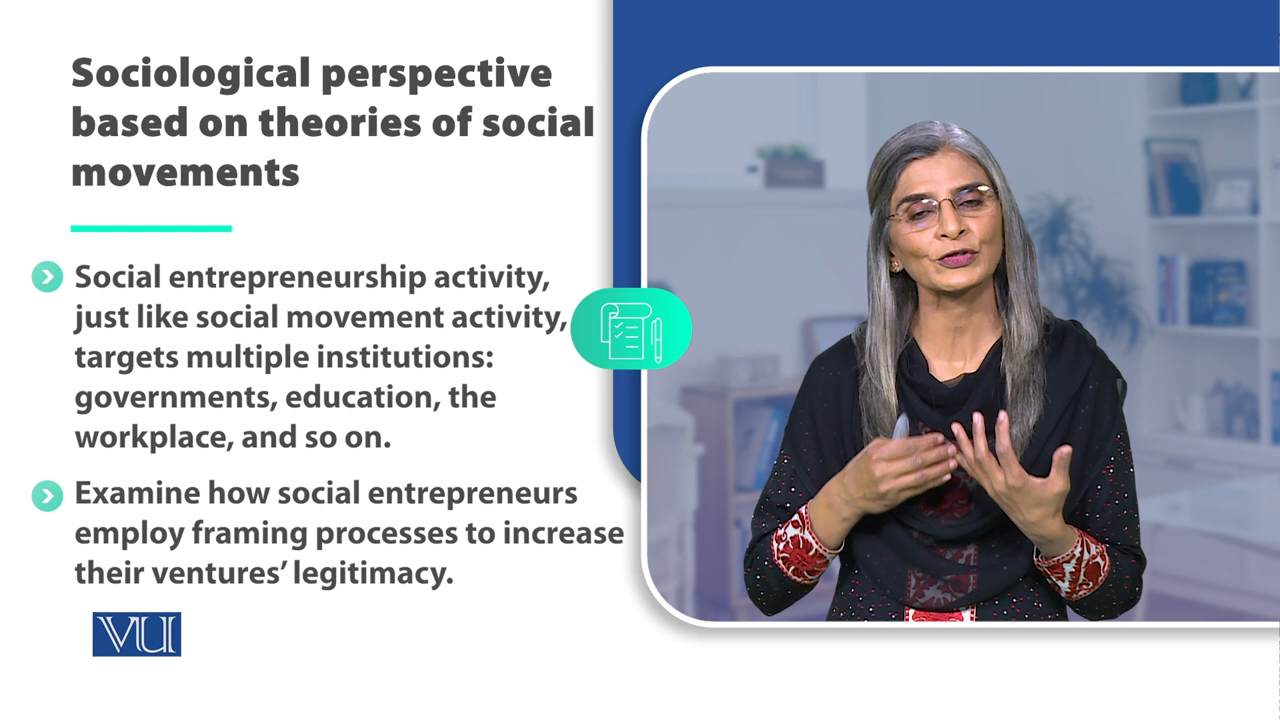 Sociological perspective
based on theories of social
movements
Social entrepreneurship activity,
just like social movement activity,
targets multiple institutions:
governments, education, the
workplace, and so on.
Examine how social entrepreneurs
employ framing processes to increase
their ventures’ legitimacy.
VU